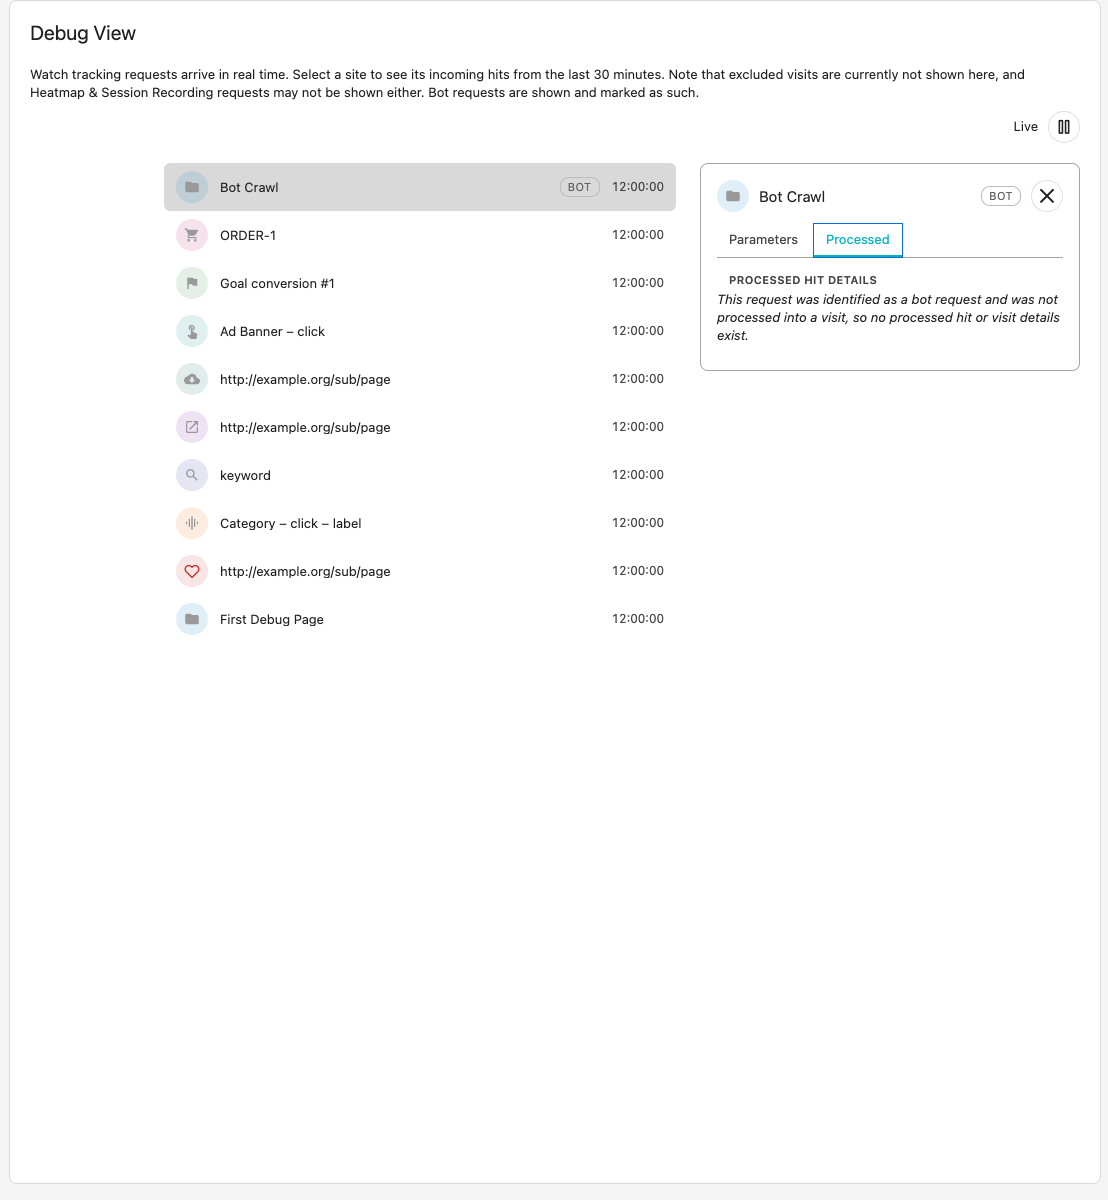 Debug View
Watch tracking requests arrive in real time. Select a site to see its incoming hits from the last 30 minutes. Note that excluded visits are currently not shown here, and
Heatmap & Session Recording requests may not be shown either. Bot requests are shown and marked as such.
Live
Bot Crawl BOT 12:00:00
ORDER-1 12:00:00
Goal conversion #1 12:00:00
Ad Banner – click 12:00:00
http://example.org/sub/page 12:00:00
http://example.org/sub/page 12:00:00
keyword 12:00:00
Category – click – label 12:00:00
http://example.org/sub/page 12:00:00
First Debug Page 12:00:00
Bot Crawl BOT
Parameters Processed
PROCESSED HIT DETAILS
This request was identified as a bot request and was not
processed into a visit, so no processed hit or visit details
exist.